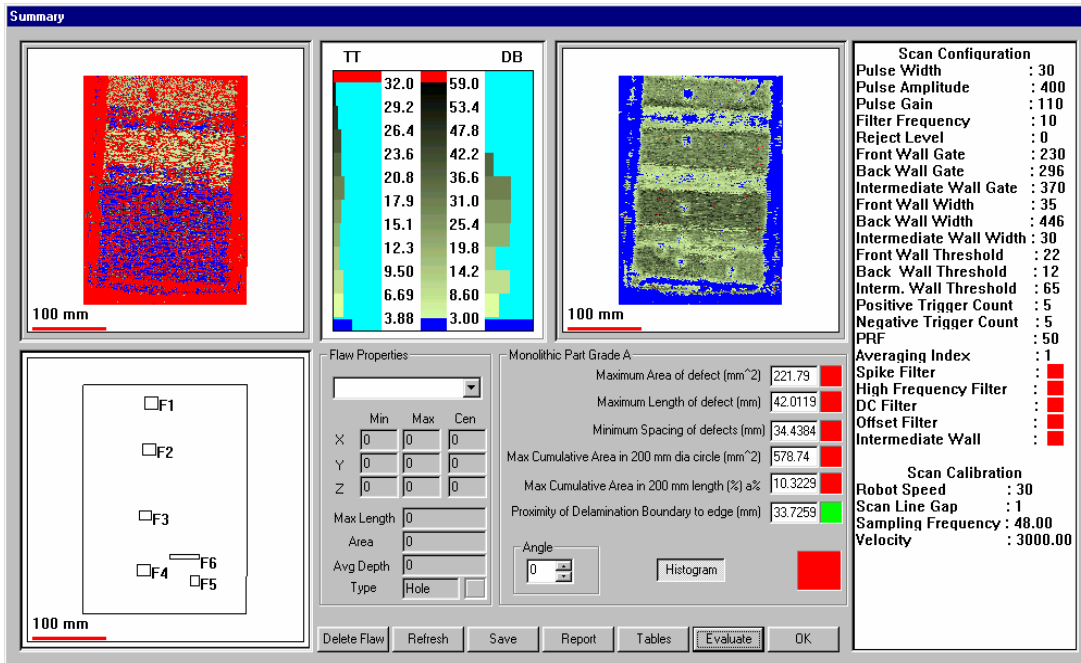 Summary
100 mm
TT DB
32.0 59.0
29.2 53.4
26.4 47.8
23.6 42.2
20.8 36.6
17.9 31.0
15.1 25.4
12.3 19.8
9.50 14.2
6.69 8.60
3.88 3.00
100 mm
Scan Configuration
Pulse Width : 30
Pulse Amplitude : 400
Pulse Gain : 110
Filter Frequency : 10
Reject Level : 0
Front Wall Gate : 230
Back Wall Gate : 296
Intermediate Wall Gate : 370
Front Wall Width : 35
Back Wall Width : 446
Intermediate Wall Width : 30
Front Wall Threshold : 22
Back Wall Threshold : 12
Interm. Wall Threshold : 65
Positive Trigger Count : 5
Negative Trigger Count : 5
PRF : 50
Averaging Index : 1
Spike Filter :
High Frequency Filter :
DC Filter :
Offset Filter :
Intermediate Wall :
Scan Calibration
Robot Speed : 30
Scan Line Gap : 1
Sampling Frequency : 48.00
Velocity : 3000.00
F1
F2
F3
F6
F4
F5
100 mm
Flaw Properties
Min Max Cen
X 0 0 0
Y 0 0 0
Z 0 0 0
Max Length 0
Area 0
Avg Depth 0
Type Hole
Monolithic Part Grade A
Maximum Area of defect (mm^2) 221.79
Maximum Length of defect (mm) 42.0119
Minimum Spacing of defects (mm) 34.4384
Max Cumulative Area in 200 mm dia circle (mm^2) 578.74
Max Cumulative Area in 200 mm length (%) a% 10.3229
Proximity of Delamination Boundary to edge (mm) 33.7259
Angle
0
Histogram
Delete Flaw Refresh Save Report Tables Evaluate OK